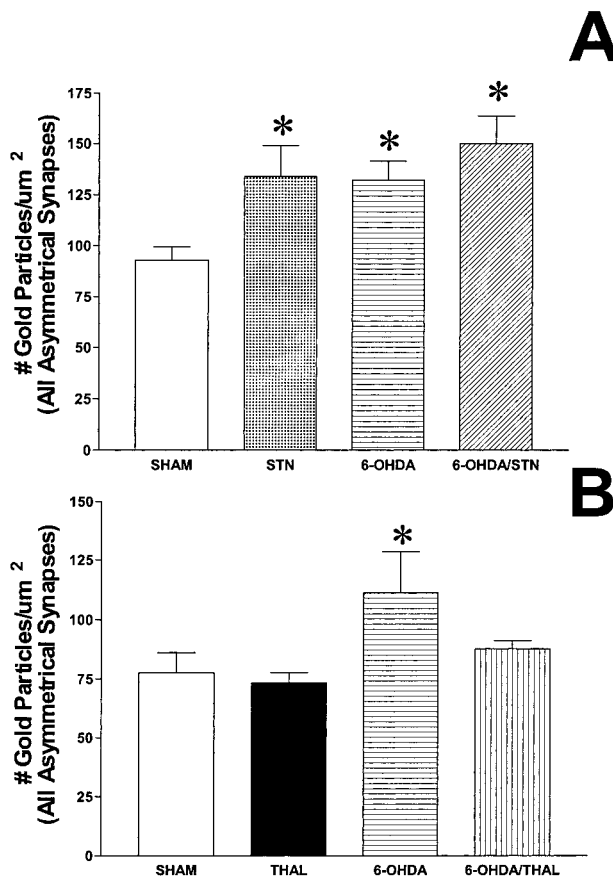 A
# Gold Particles/um 2
(All Asymmetrical Synapses)
175
150
125
100
75
50
25
0
*
*
*
SHAM
STN
6-OHDA
6-OHDA/STN
B
# Gold Particles/um 2
(All Asymmetrical Synapses)
150
125
100
75
50
25
0
*
SHAM
THAL
6-OHDA
6-OHDA/THAL